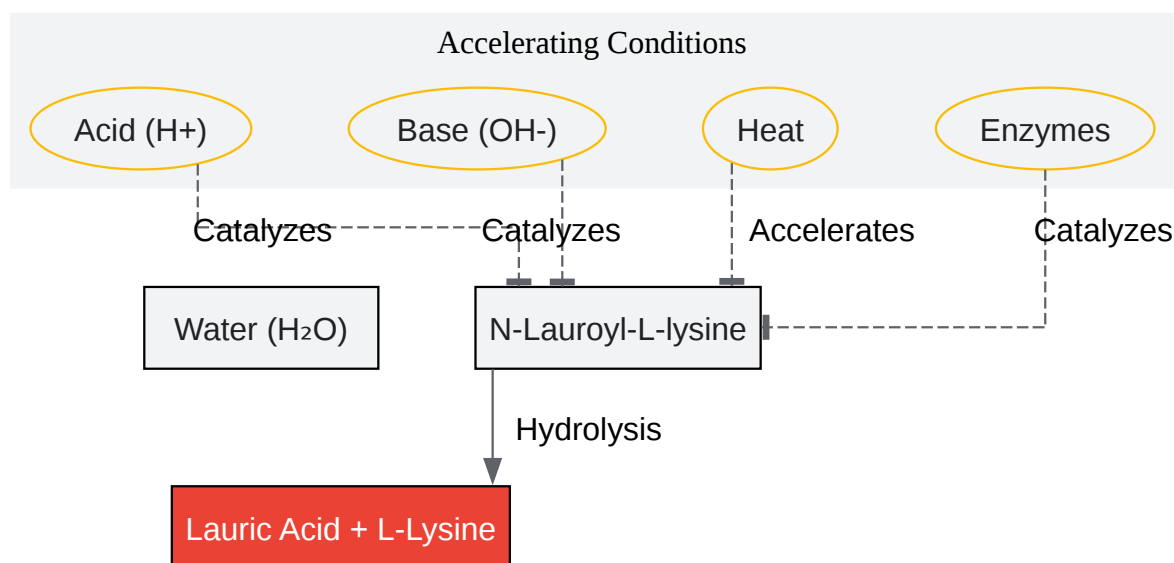 Accelerating Conditions
Acid (H+)
Base (OH-)
Heat
Enzymes
Catalyzes
Catalyzes
Accelerates
Catalyzes
Water (H₂O)
N-Lauroyl-L-lysine
Hydrolysis
Lauric Acid + L-Lysine